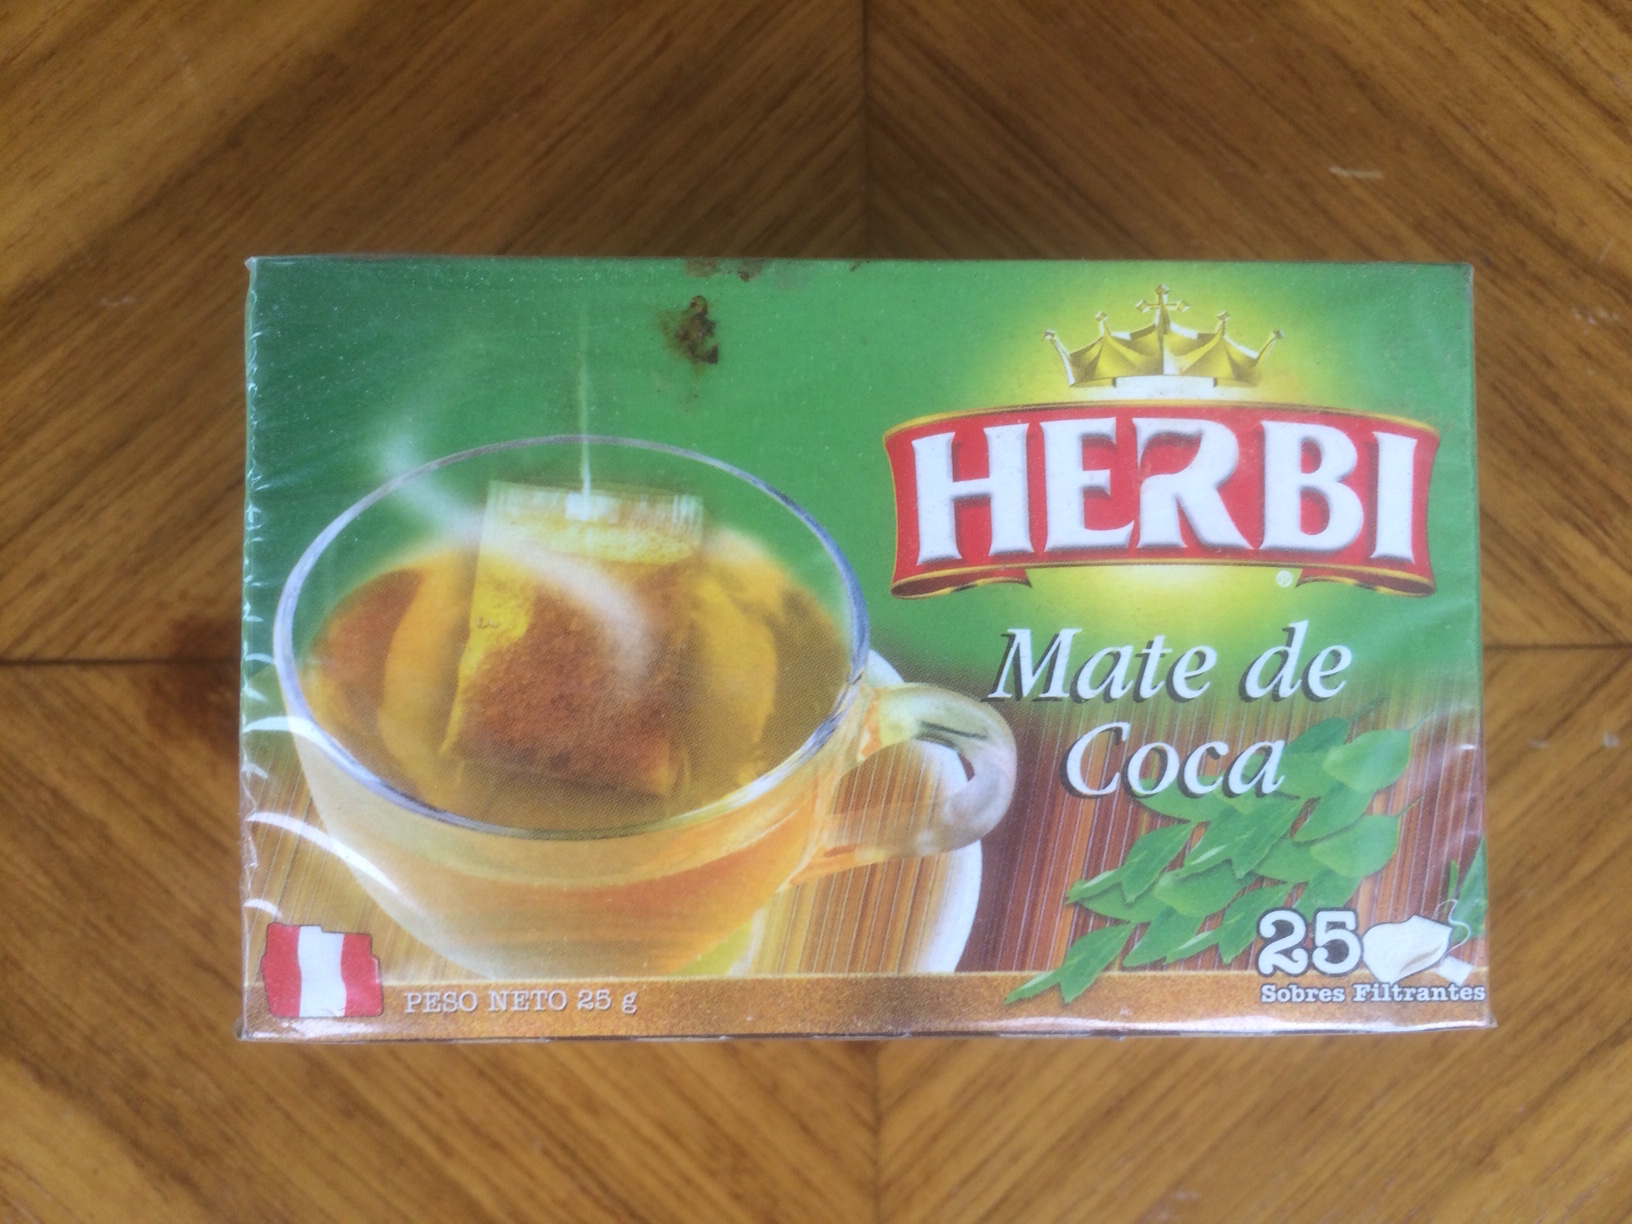 HERBI
®
Mate de
Coca
25
Sobres Filtrantes
PESO NETO 25 g